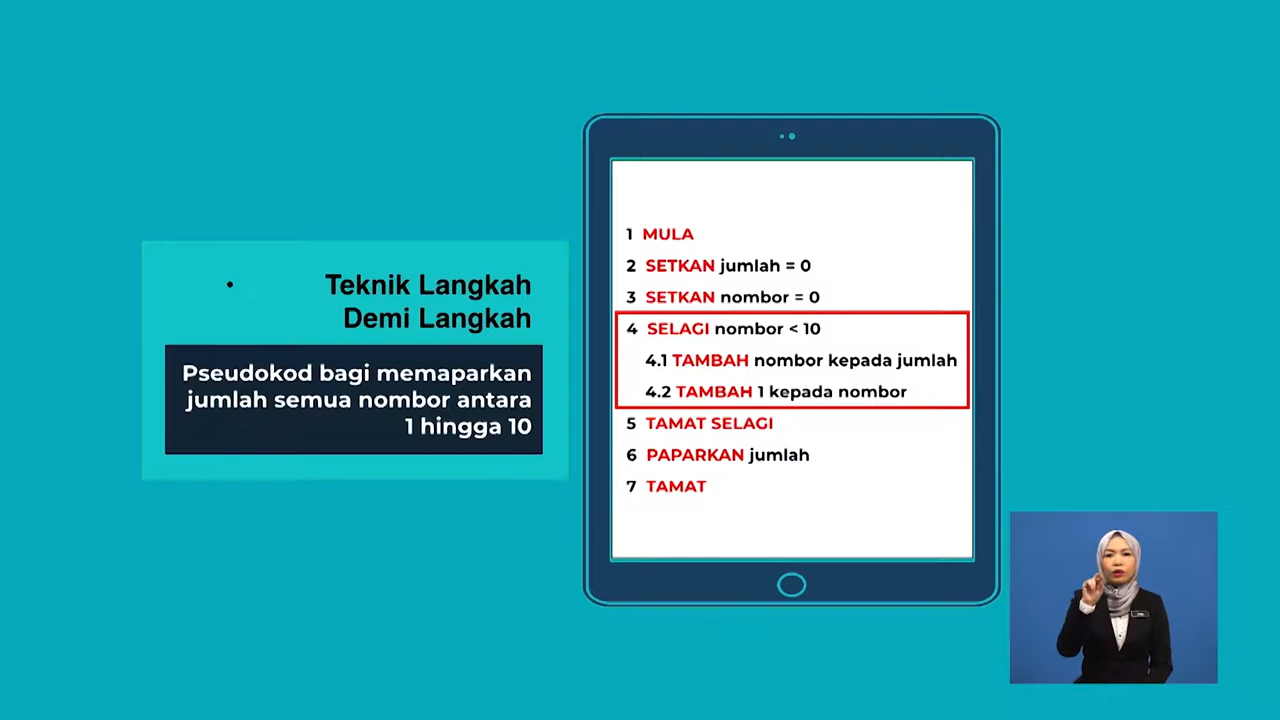 • Teknik Langkah
Demi Langkah
Pseudokod bagi memaparkan
jumlah semua nombor antara
1 hingga 10
1 MULA
2 SETKAN jumlah = 0
3 SETKAN nombor = 0
4 SELAGI nombor < 10
4.1 TAMBAH nombor kepada jumlah
4.2 TAMBAH 1 kepada nombor
5 TAMAT SELAGI
6 PAPARKAN jumlah
7 TAMAT